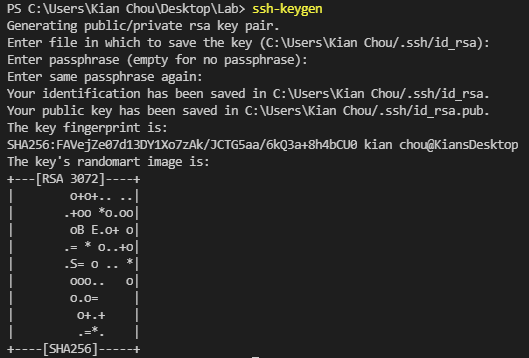 PS C:\Users\Kian Chou\Desktop\Lab> ssh-keygen
Generating public/private rsa key pair.
Enter file in which to save the key (C:\Users\Kian Chou/.ssh/id_rsa):
Enter passphrase (empty for no passphrase):
Enter same passphrase again:
Your identification has been saved in C:\Users\Kian Chou/.ssh/id_rsa.
Your public key has been saved in C:\Users\Kian Chou/.ssh/id_rsa.pub.
The key fingerprint is:
SHA256:FAVejZe07d13DY1Xo7zAk/JCTG5aa/6kQ3a+8h4bCU0 kian chou@KiansDesktop
The key's randomart image is:
+---[RSA 3072]----+
|        o+o+.. ..|
|       .+oo *o.oo|
|        oB E.o+ o|
|       .= * o..+o|
|       .S= o .. *|
|        ooo..   o|
|        o.o=     |
|         o+.+    |
|         .=*.    |
+----[SHA256]-----+